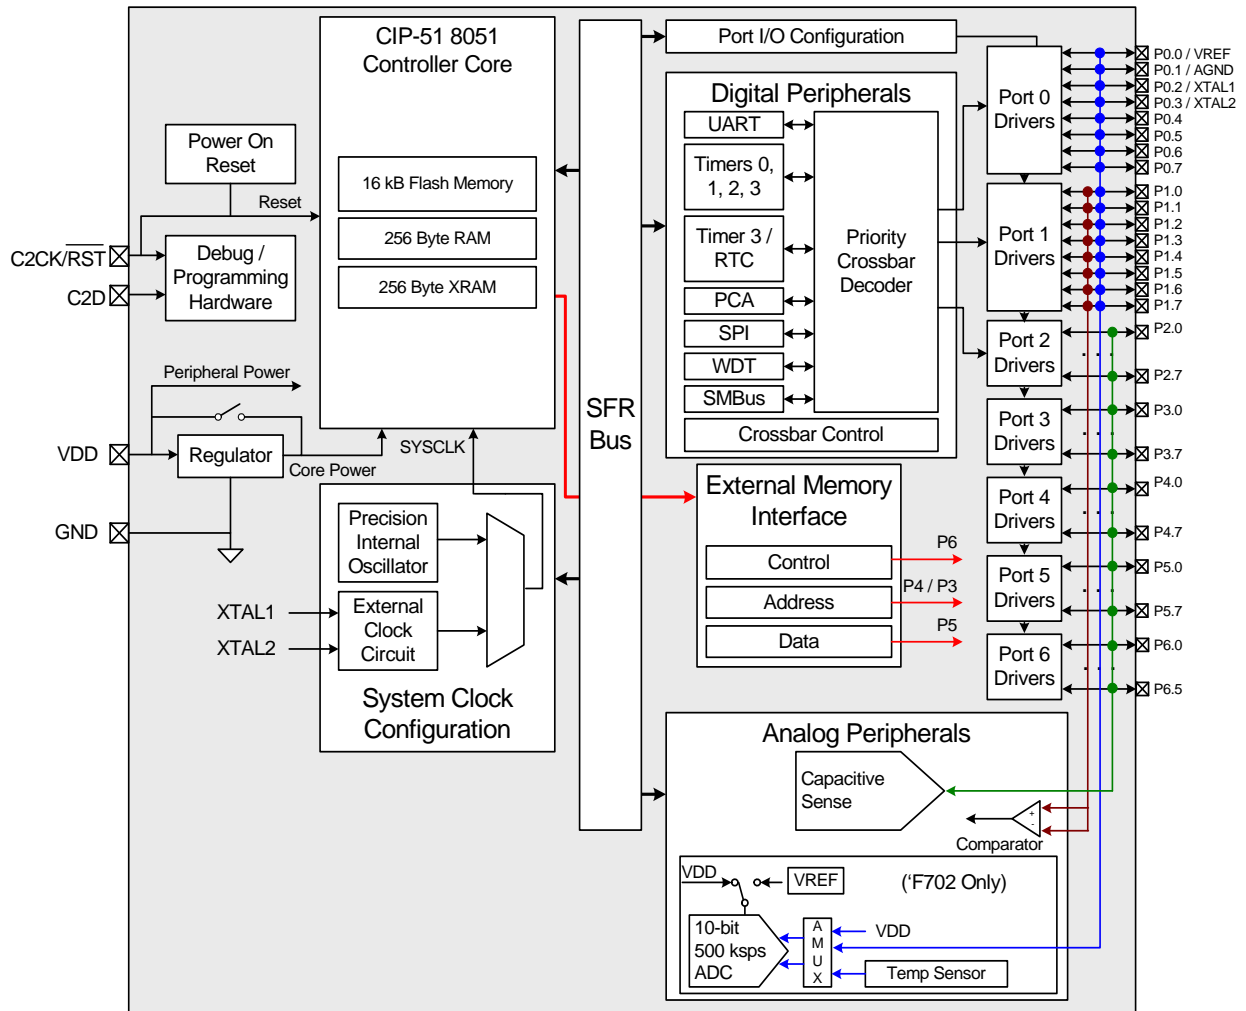 CIP-51 8051
Controller Core
16 kB Flash Memory
256 Byte RAM
256 Byte XRAM
Power On
Reset
Reset
C2CK/RST
C2D
Debug /
Programming
Hardware
Peripheral Power
VDD
Regulator
Core Power
SYSCLK
GND
Precision
Internal
Oscillator
XTAL1
XTAL2
External
Clock
Circuit
System Clock
Configuration
SFR
Bus
Port I/O Configuration
Digital Peripherals
UART
Timers 0,
1, 2, 3
Timer 3 /
RTC
PCA
SPI
WDT
SMBus
Priority
Crossbar
Decoder
Crossbar Control
External Memory
Interface
Control
Address
Data
P6
P4 / P3
P5
Port 0
Drivers
Port 1
Drivers
Port 2
Drivers
Port 3
Drivers
Port 4
Drivers
Port 5
Drivers
Port 6
Drivers
P0.0 / VREF
P0.1 / AGND
P0.2 / XTAL1
P0.3 / XTAL2
P0.4
P0.5
P0.6
P0.7
P1.0
P1.1
P1.2
P1.3
P1.4
P1.5
P1.6
P1.7
P2.0
. . .
P2.7
P3.0
. . .
P3.7
P4.0
. . .
P4.7
P5.0
. . .
P5.7
P6.0
. . .
P6.5
Analog Peripherals
Capacitive
Sense
+
-
Comparator
VDD
VREF
('F702 Only)
10-bit
500 ksps
ADC
A
M
U
X
VDD
Temp Sensor